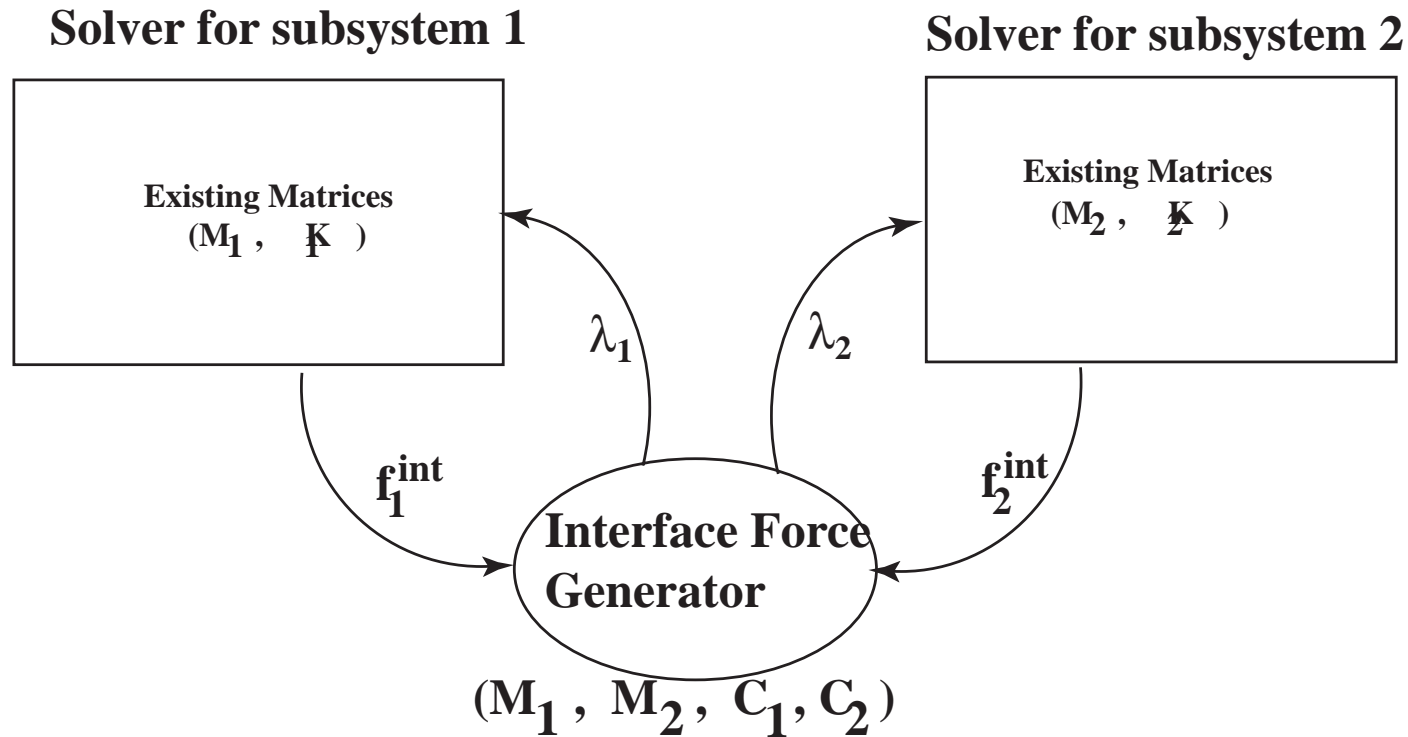 Solver for subsystem 1
Solver for subsystem 2
Existing Matrices
(M₁ , K₁ )
Existing Matrices
(M₂ , K₂ )
λ₁
λ₂
f₁ⁱⁿᵗ
f₂ⁱⁿᵗ
Interface Force
Generator
(M₁ , M₂ , C₁ , C₂ )